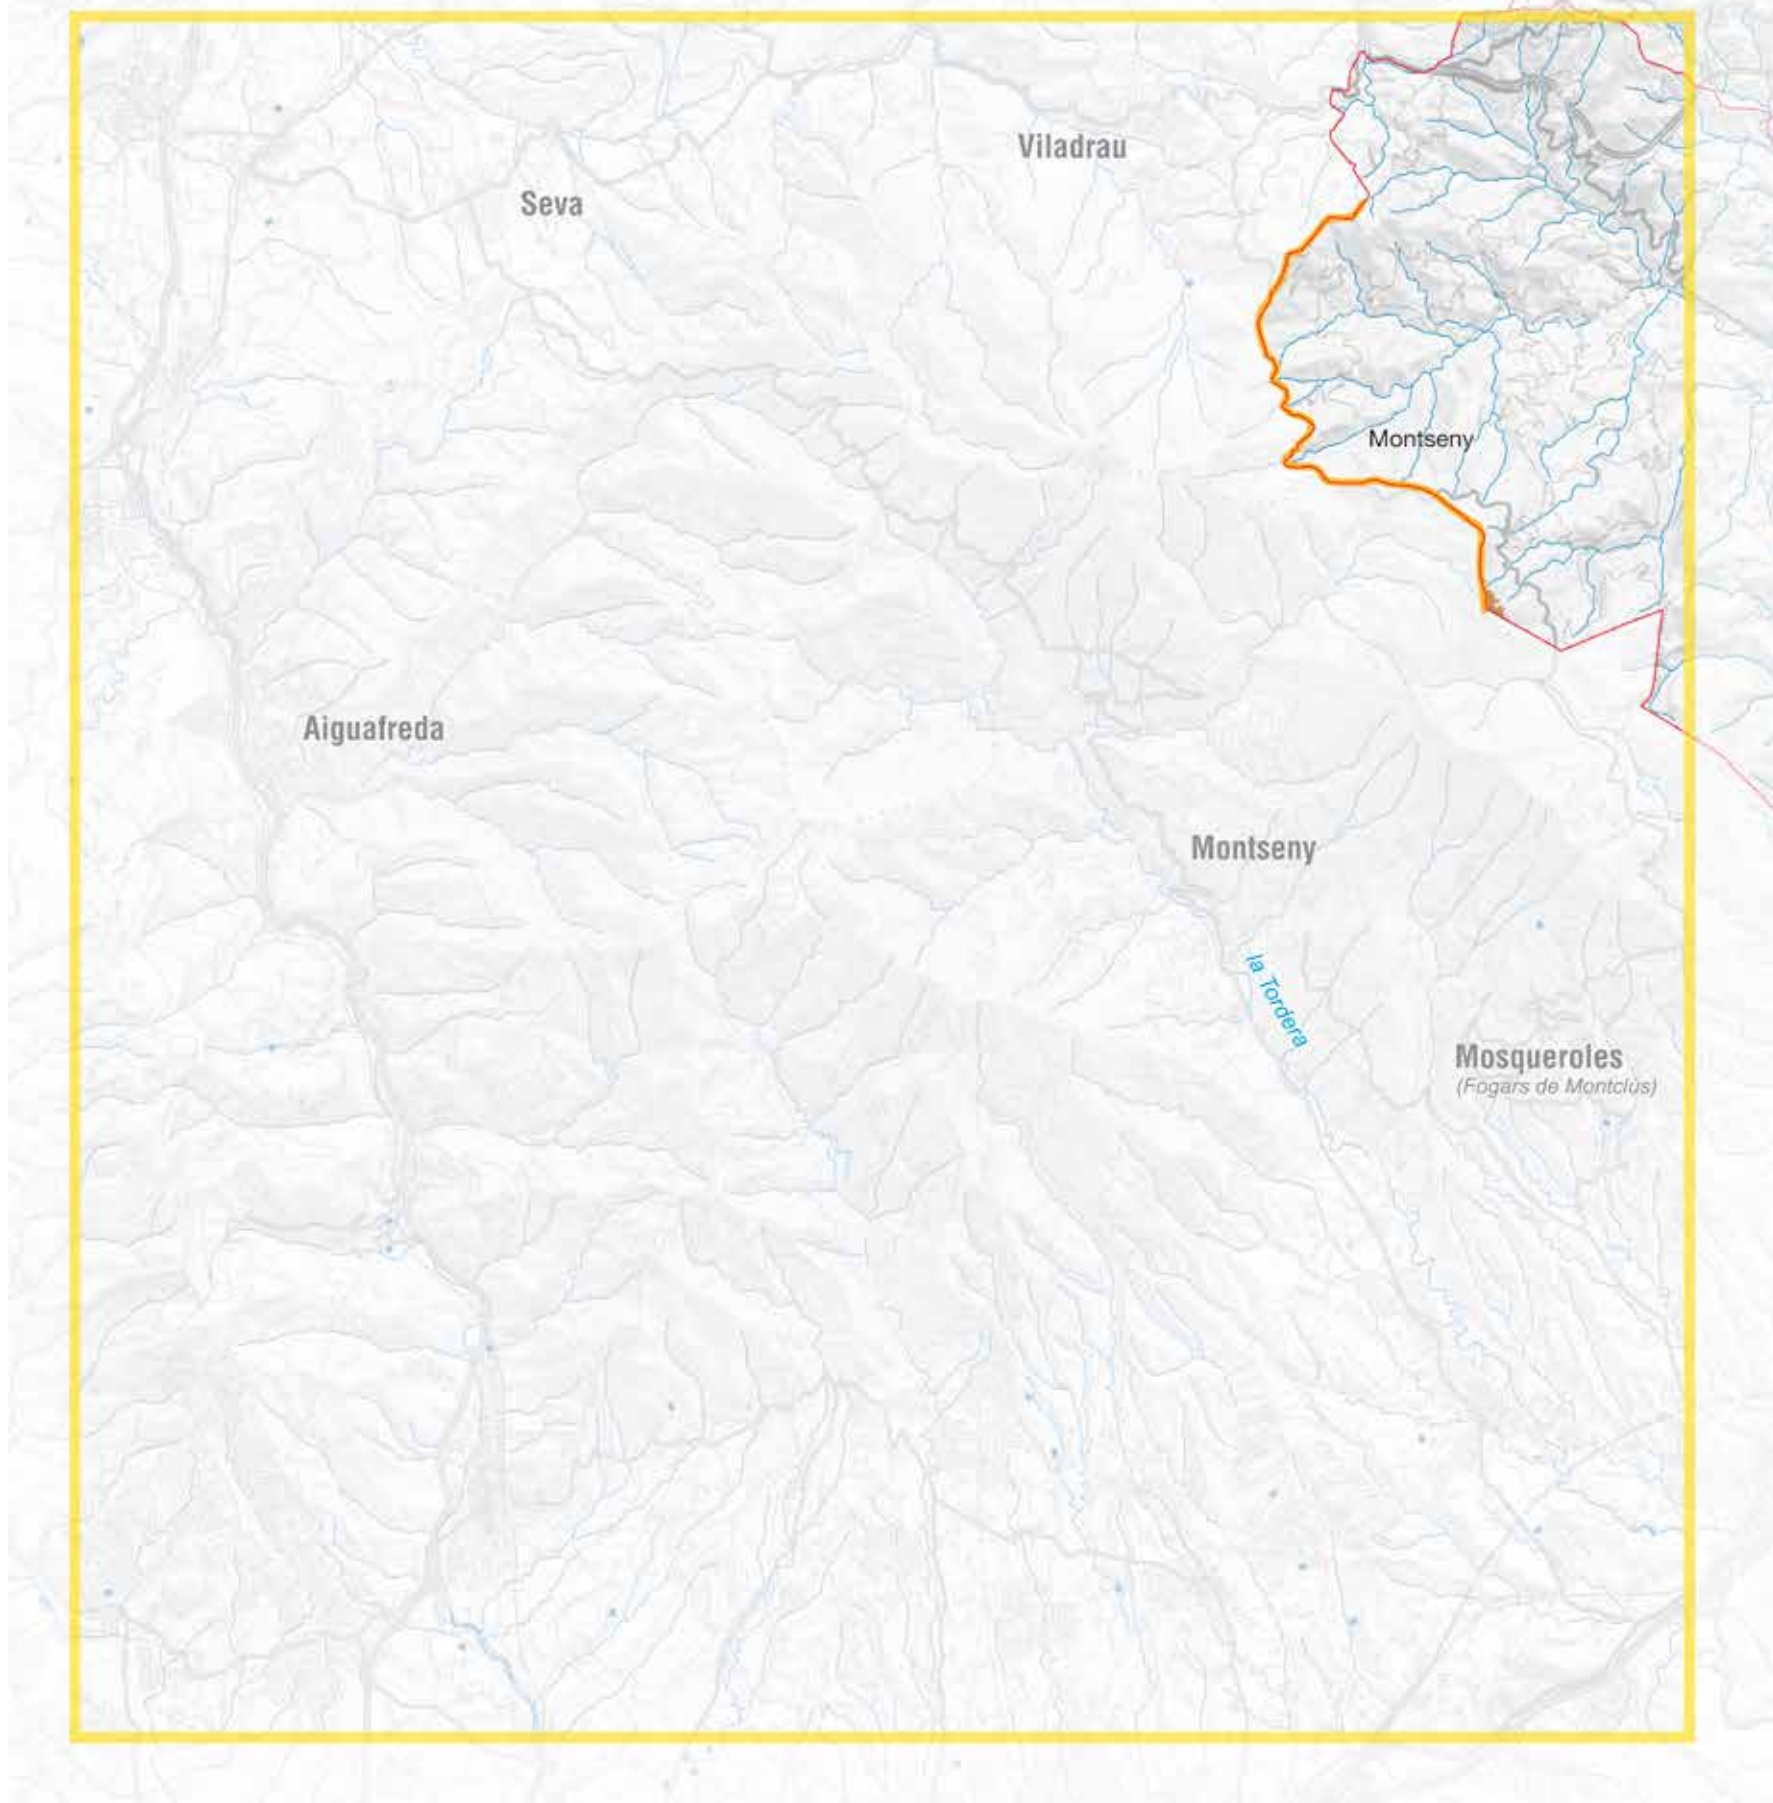 Viladrau
Seva
Montseny
Aiguafreda
Montseny
la Tordera
Mosqueroles
(Fogars de Montclús)